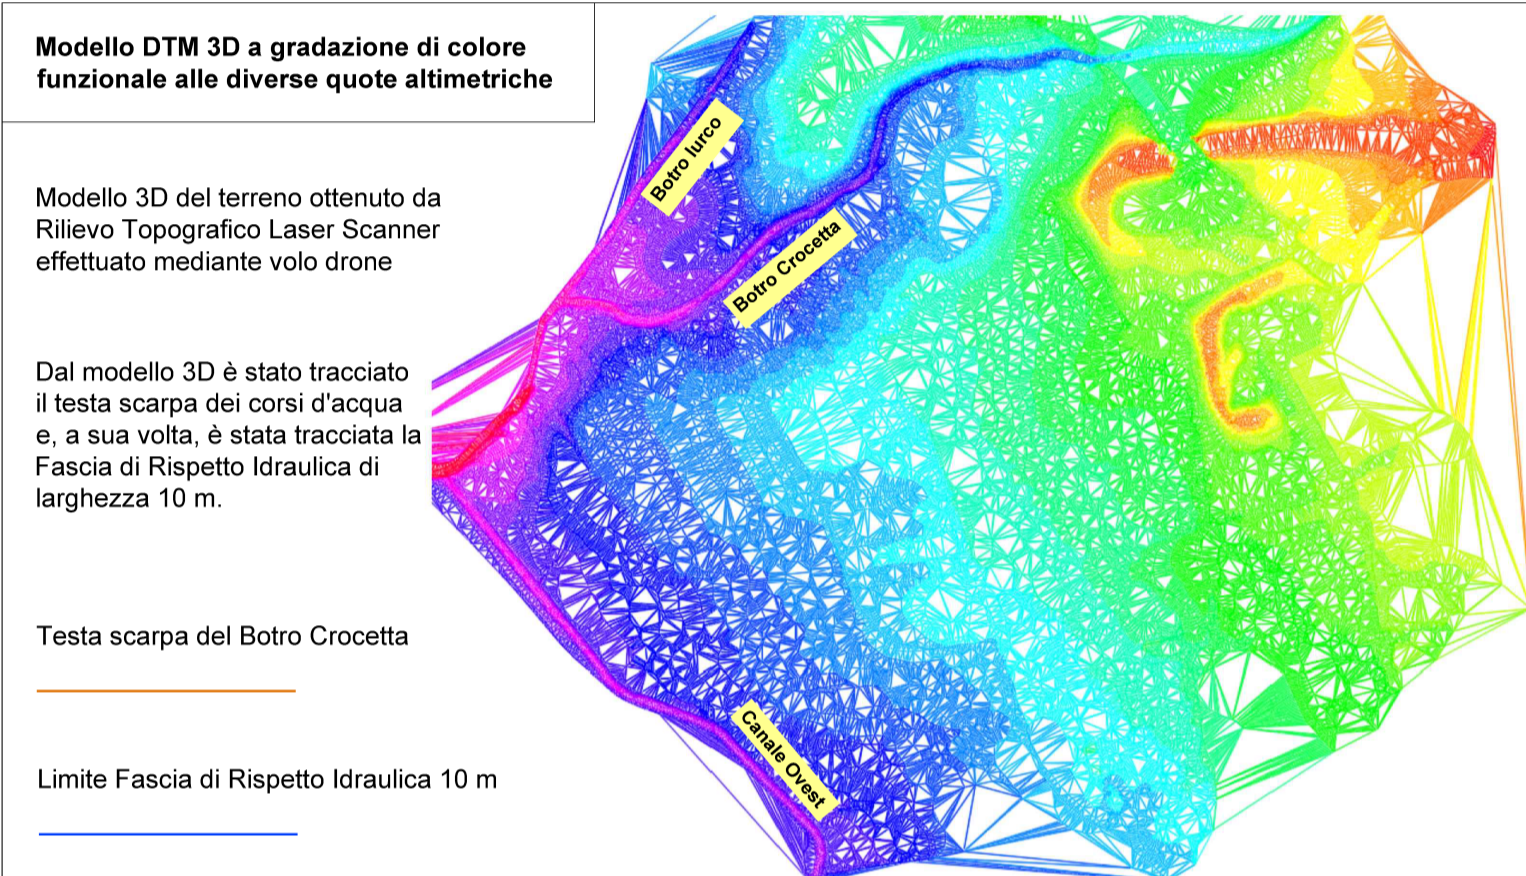 Modello DTM 3D a gradazione di colore
funzionale alle diverse quote altimetriche
Modello 3D del terreno ottenuto da
Rilievo Topografico Laser Scanner
effettuato mediante volo drone
Dal modello 3D è stato tracciato
il testa scarpa dei corsi d'acqua
e, a sua volta, è stata tracciata la
Fascia di Rispetto Idraulica di
larghezza 10 m.
Testa scarpa del Botro Crocetta
Limite Fascia di Rispetto Idraulica 10 m
Botro Iurco
Botro Crocetta
Canale Ovest